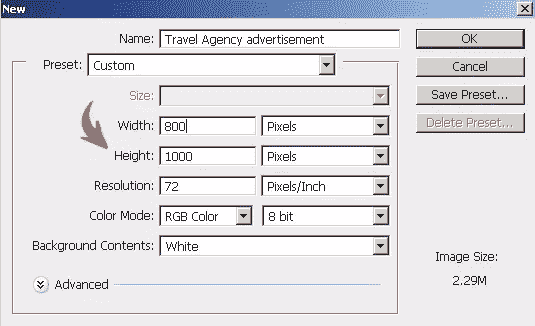 New
Name: Travel Agency advertisement
OK
Preset: Custom
Cancel
Size:
Save Preset...
Width: 800 Pixels
Delete Preset...
Height: 1000 Pixels
Resolution: 72 Pixels/Inch
Color Mode: RGB Color 8 bit
Background Contents: White
Image Size:
2.29M
Advanced